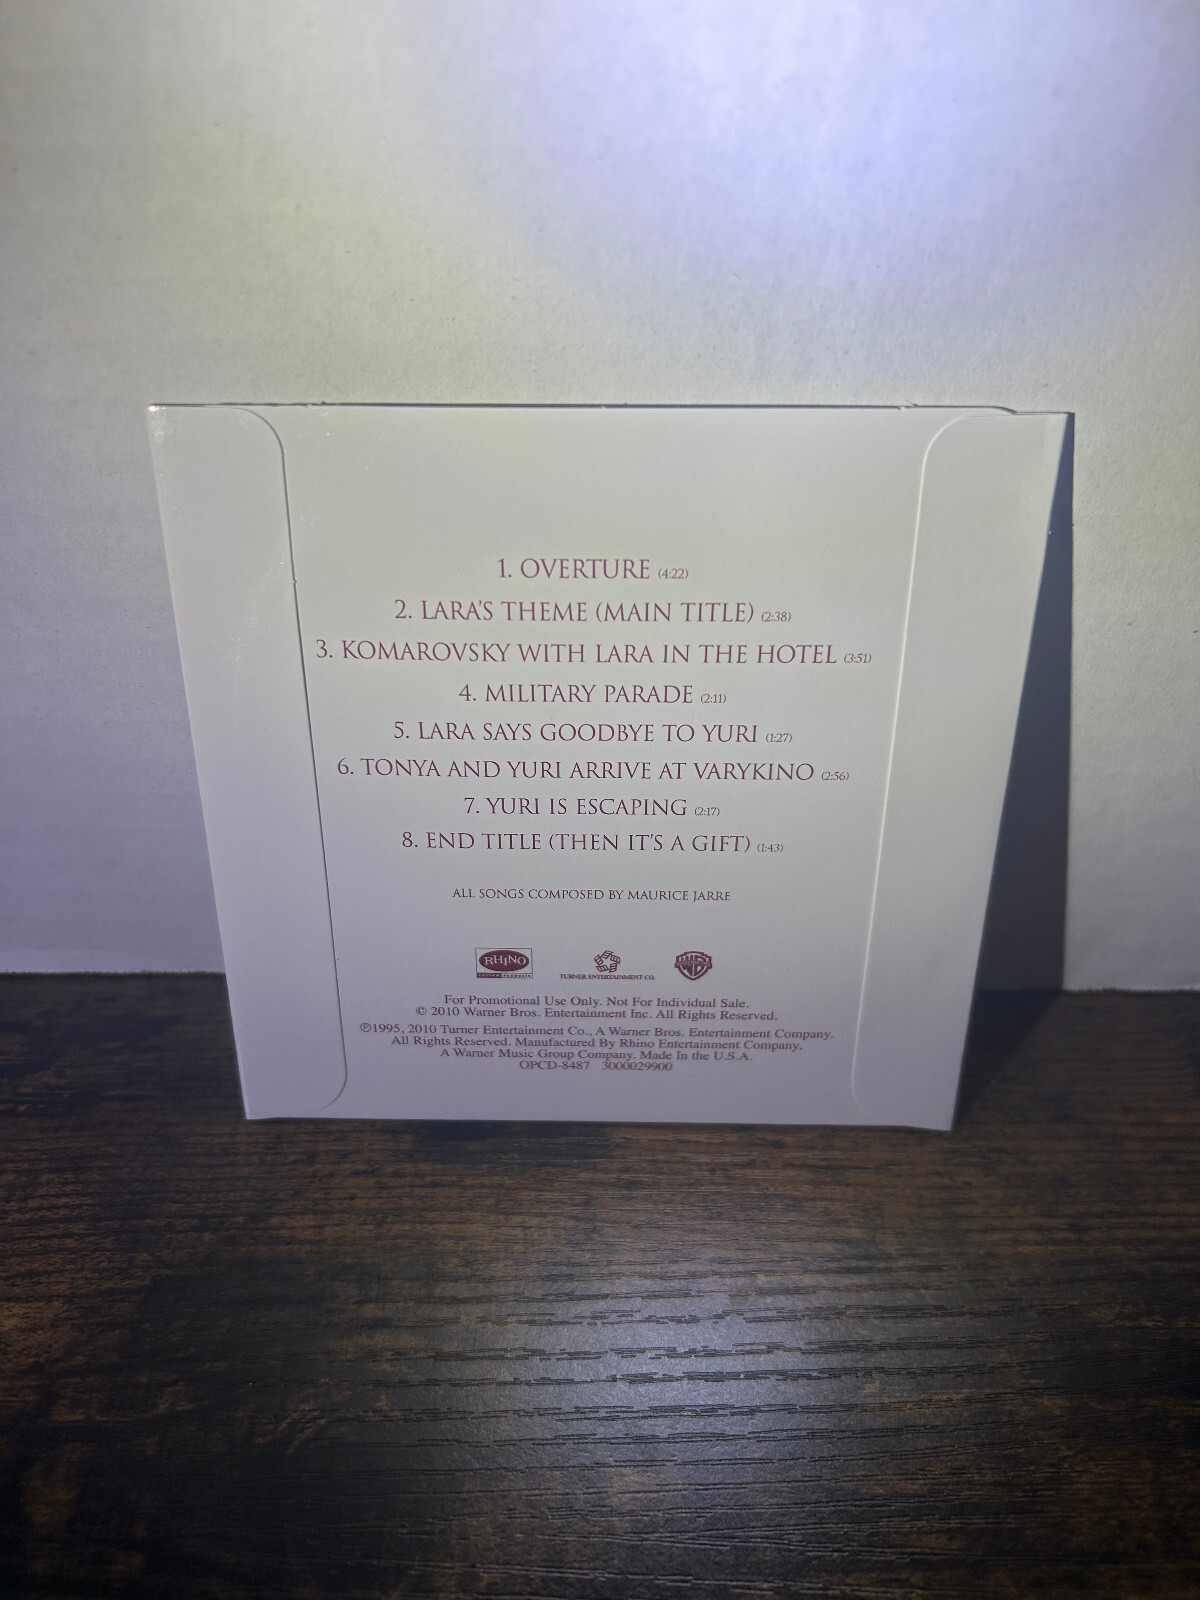 1. OVERTURE (4:22)
2. LARA'S THEME (MAIN TITLE) (2:38)
3. KOMAROVSKY WITH LARA IN THE HOTEL (3:51)
4. MILITARY PARADE (2:11)
5. LARA SAYS GOODBYE TO YURI (1:27)
6. TONYA AND YURI ARRIVE AT VARYKINO (2:56)
7. YURI IS ESCAPING (2:17)
8. END TITLE (THEN IT'S A GIFT) (1:43)
ALL SONGS COMPOSED BY MAURICE JARRE
RHINO
CUSTOM PRODUCTS
TURNER ENTERTAINMENT CO.
WB
For Promotional Use Only. Not For Individual Sale.
© 2010 Warner Bros. Entertainment Inc. All Rights Reserved.
℗1995, 2010 Turner Entertainment Co., A Warner Bros. Entertainment Company.
All Rights Reserved. Manufactured By Rhino Entertainment Company,
A Warner Music Group Company. Made In the U.S.A.
OPCD-8487 3000029900